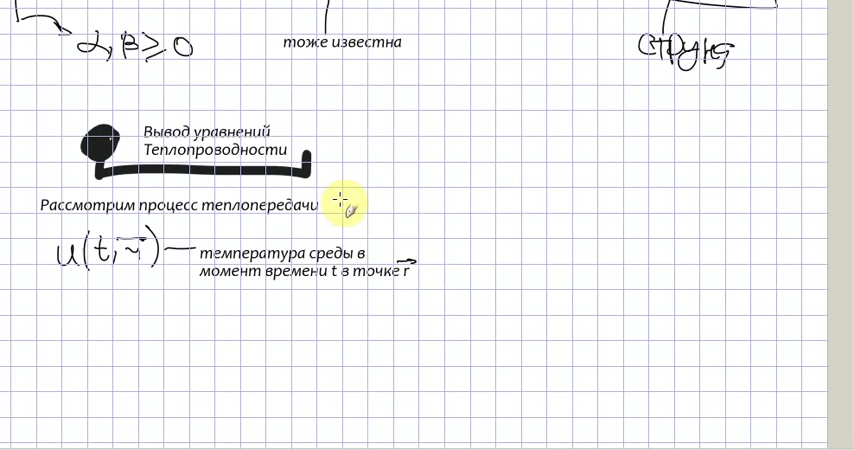 α, β ≥ 0
тоже известна
струна
Вывод уравнений
Теплопроводности
Рассмотрим процесс теплопередачи
u(t, r) — температура среды в
момент времени t в точке r